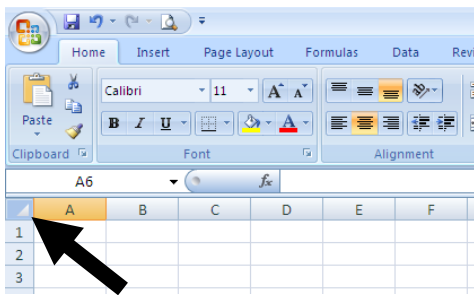 Home Insert Page Layout Formulas Data
Calibri 11 A A
Paste B I U A
Clipboard Font Alignment
A6 fx
A B C D E F
1
2
3